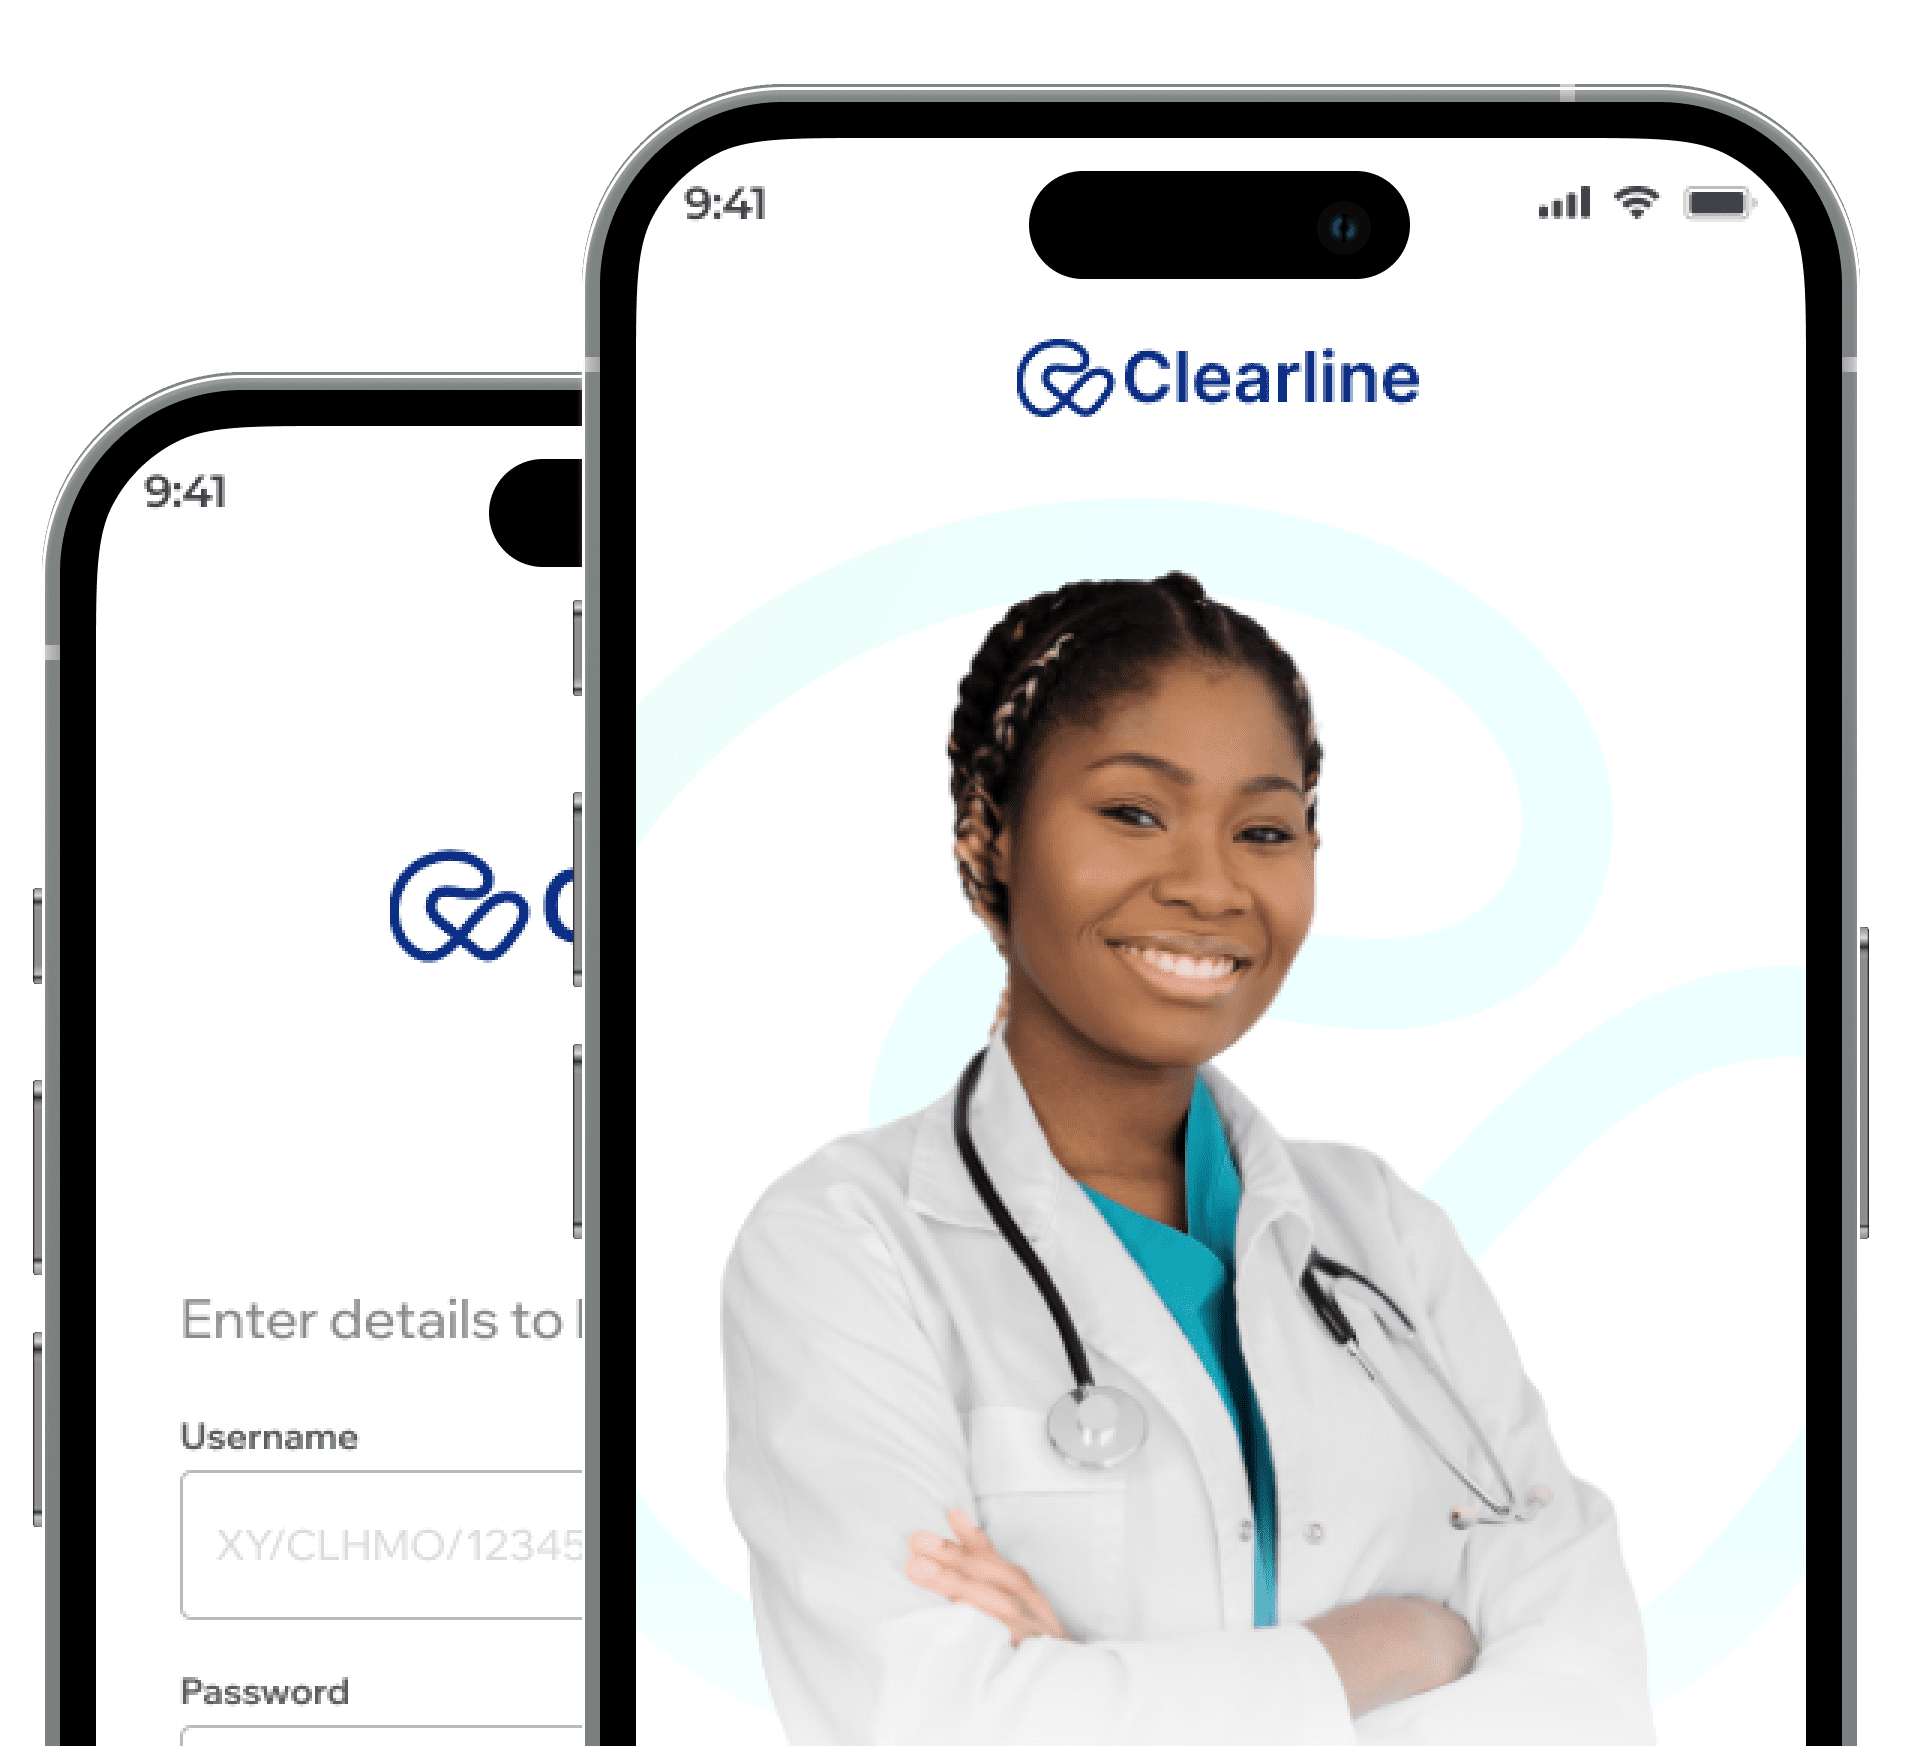 9:41
Clearline
9:41
Enter details to
Username
XY/CLHMO/12345
Password